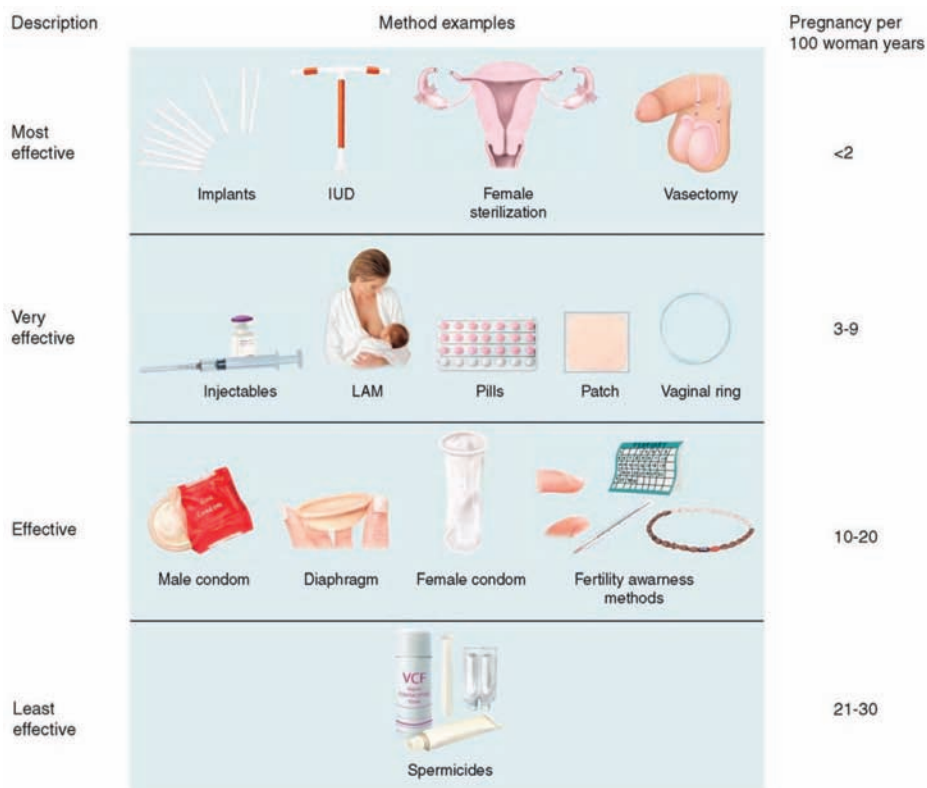 Description
Method examples
Pregnancy per
100 woman years
Most
effective
Implants
IUD
Female
sterilization
Vasectomy
<2
Very
effective
Injectables
LAM
Pills
Patch
Vaginal ring
3-9
Effective
Male condom
Diaphragm
Female condom
Fertility awarness
methods
10-20
Least
effective
VCF
Spermicides
21-30